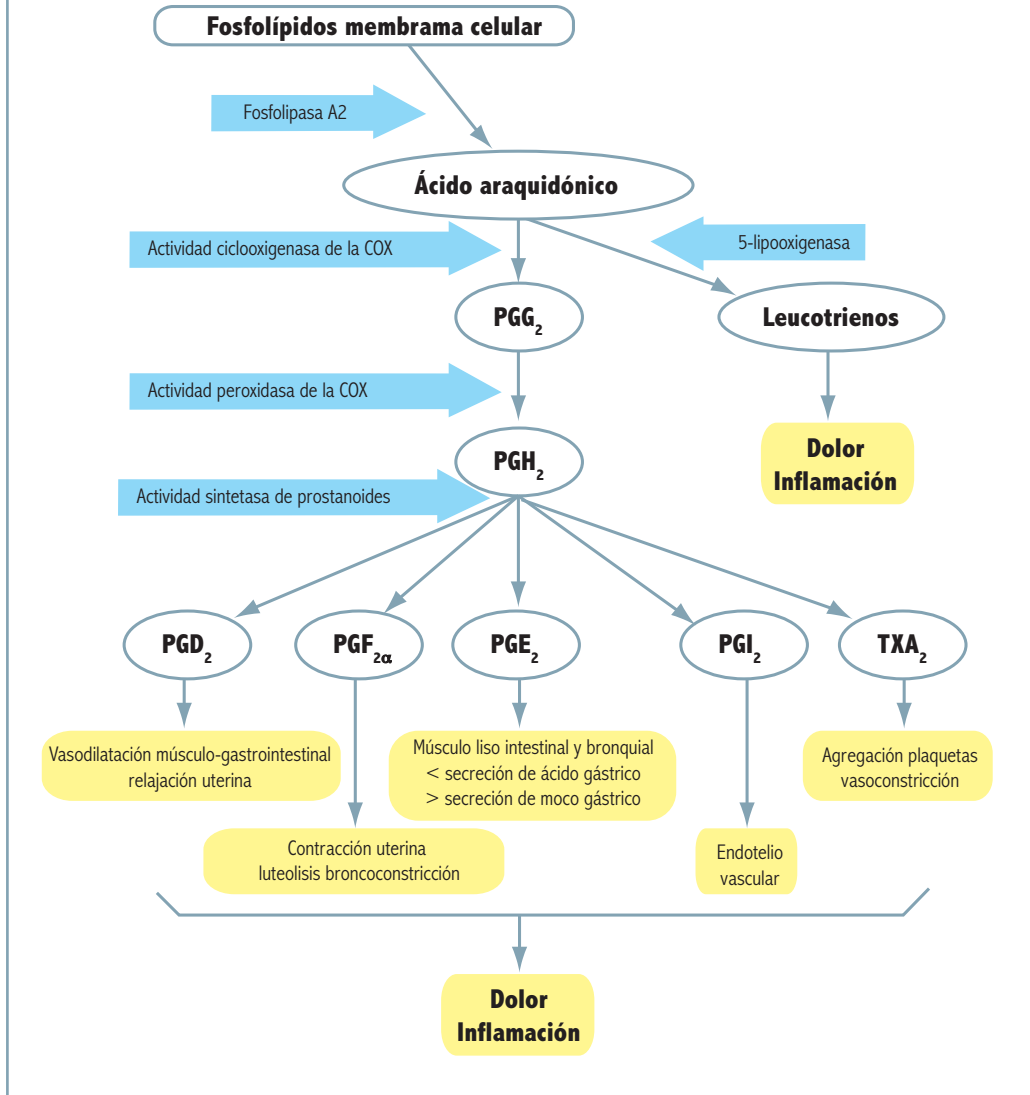 Fosfolípidos membrama celular
Fosfolipasa A2
Ácido araquidónico
Actividad ciclooxigenasa de la COX
5-lipooxigenasa
PGG2
Leucotrienos
Actividad peroxidasa de la COX
Dolor
Inflamación
PGH2
Actividad sintetasa de prostanoides
PGD2
PGF2α
PGE2
PGI2
TXA2
Vasodilatación músculo-gastrointestinal
relajación uterina
Músculo liso intestinal y bronquial
< secreción de ácido gástrico
> secreción de moco gástrico
Agregación plaquetas
vasoconstricción
Contracción uterina
luteolisis broncoconstricción
Endotelio
vascular
Dolor
Inflamación